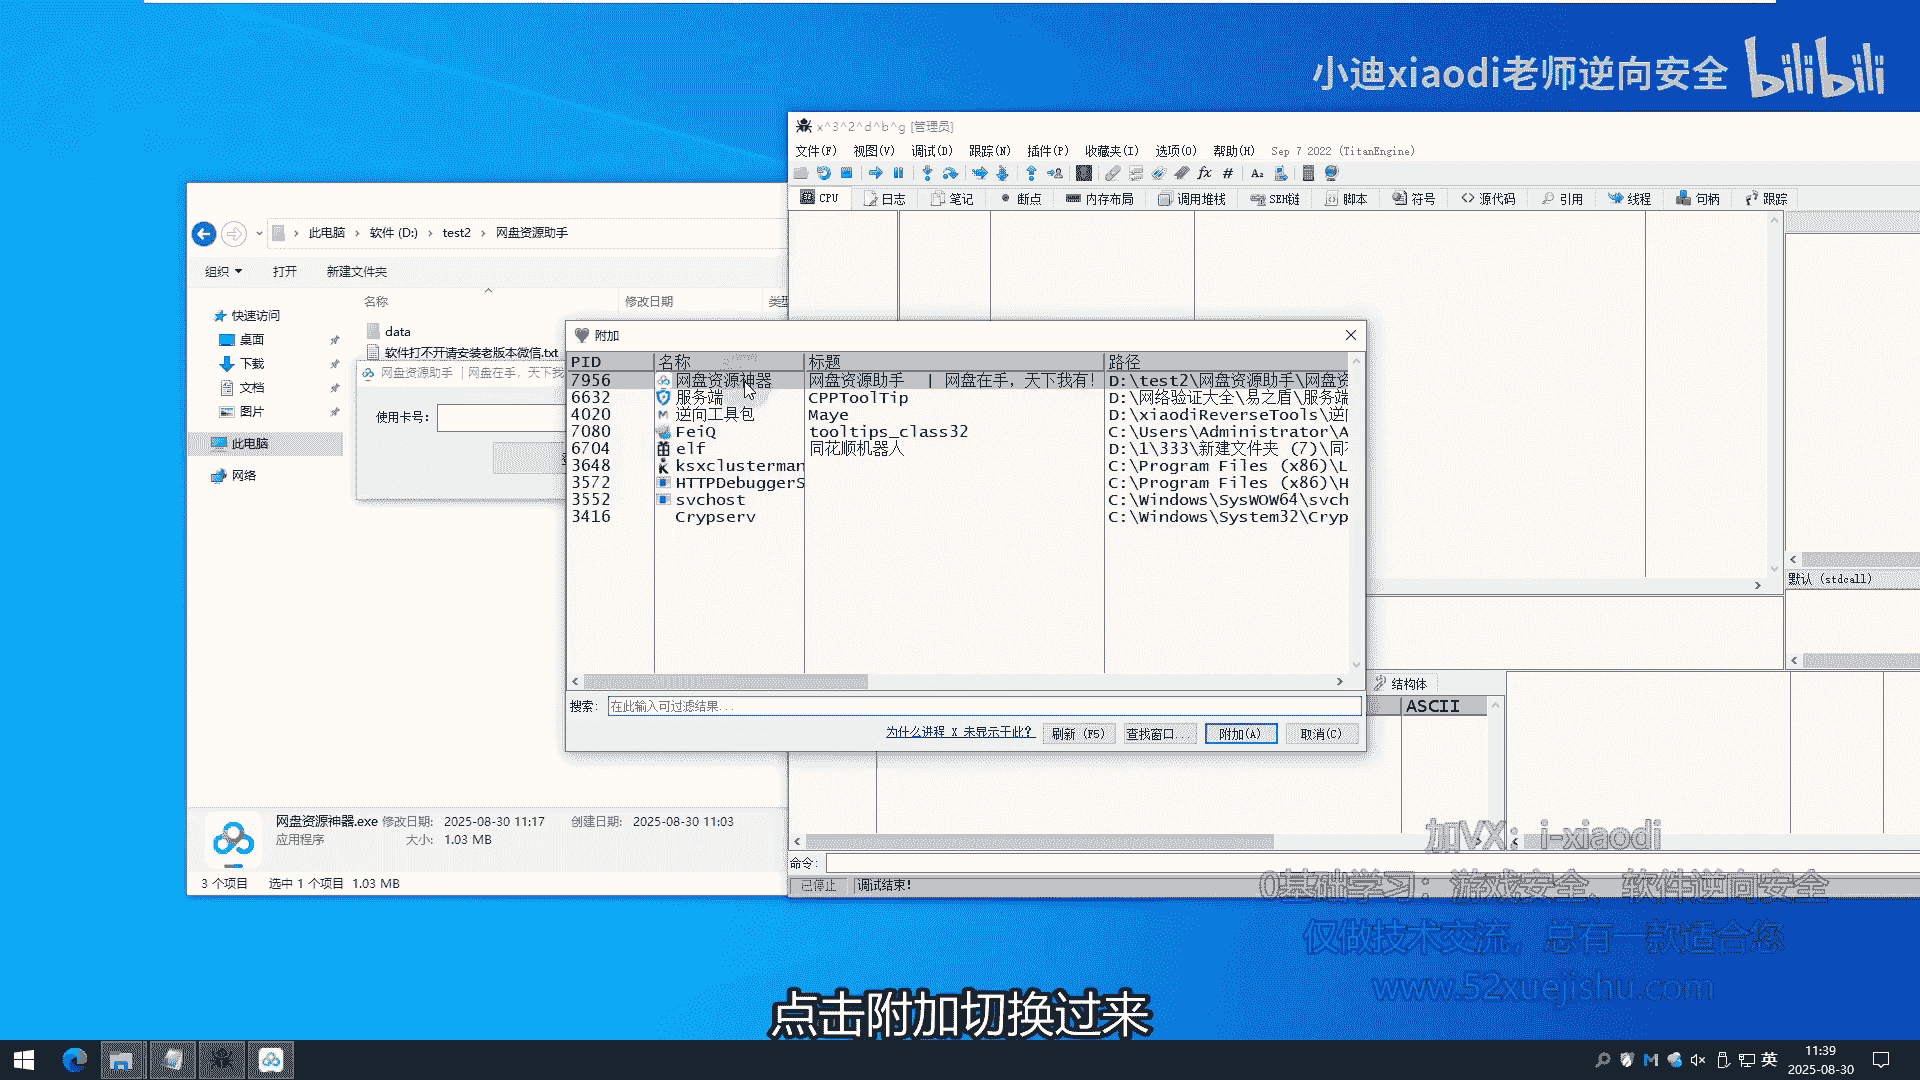 小迪xiaodi老师逆向安全 bilibili
x^3^2^d^b^g [管理员]
文件(F) 视图(V) 调试(D) 跟踪(N) 插件(P) 收藏夹(I) 选项(O) 帮助(H) Sep 7 2022 (TitanEngine)
CPU 日志 笔记 断点 内存布局 调用堆栈 SEH链 脚本 符号 源代码 引用 线程 句柄 跟踪
此电脑 › 软件 (D:) › test2 › 网盘资源助手
组织 打开 新建文件夹
名称 修改日期 类型
快速访问
桌面
下载
文档
图片
此电脑
网络
data
软件打不开请安装老版本微信.txt
网盘资源助手 | 网盘在手，天下我
使用卡号：
附加
PID 名称 标题 路径
7956 网盘资源神器 网盘资源助手 | 网盘在手，天下我有！ D:\test2\网盘资源助手\网盘资
6632 服务端 CPPToolTip D:\网络验证大全\易之盾\服务端
4020 逆向工具包 Maye D:\xiaodiReverseTools\逆向
7080 FeiQ tooltips_class32 C:\Users\Administrator\A
6704 elf 同花顺机器人 D:\1\333\新建文件夹 (7)\同花
3648 ksxclusterman C:\Program Files (x86)\L
3572 HTTPDebuggerS C:\Program Files (x86)\H
3552 svchost C:\Windows\SysWOW64\svch
3416 Crypserv C:\Windows\System32\Cryp
搜索： 在此输入可过滤结果...
为什么进程 X 未显示于此？ 刷新 (F5) 查找窗口... 附加(A) 取消(C)
默认 (stdcall)
结构体
ASCII
网盘资源神器.exe 修改日期: 2025-08-30 11:17 创建日期: 2025-08-30 11:03
应用程序 大小: 1.03 MB
3 个项目 选中 1 个项目 1.03 MB
命令：
已停止 调试结束！
加VX：i-xiaodi
0基础学习：游戏安全、软件逆向安全
仅做技术交流，总有一款适合您
www.52xuejishu.com
点击附加切换过来
英
11:39
2025-08-30